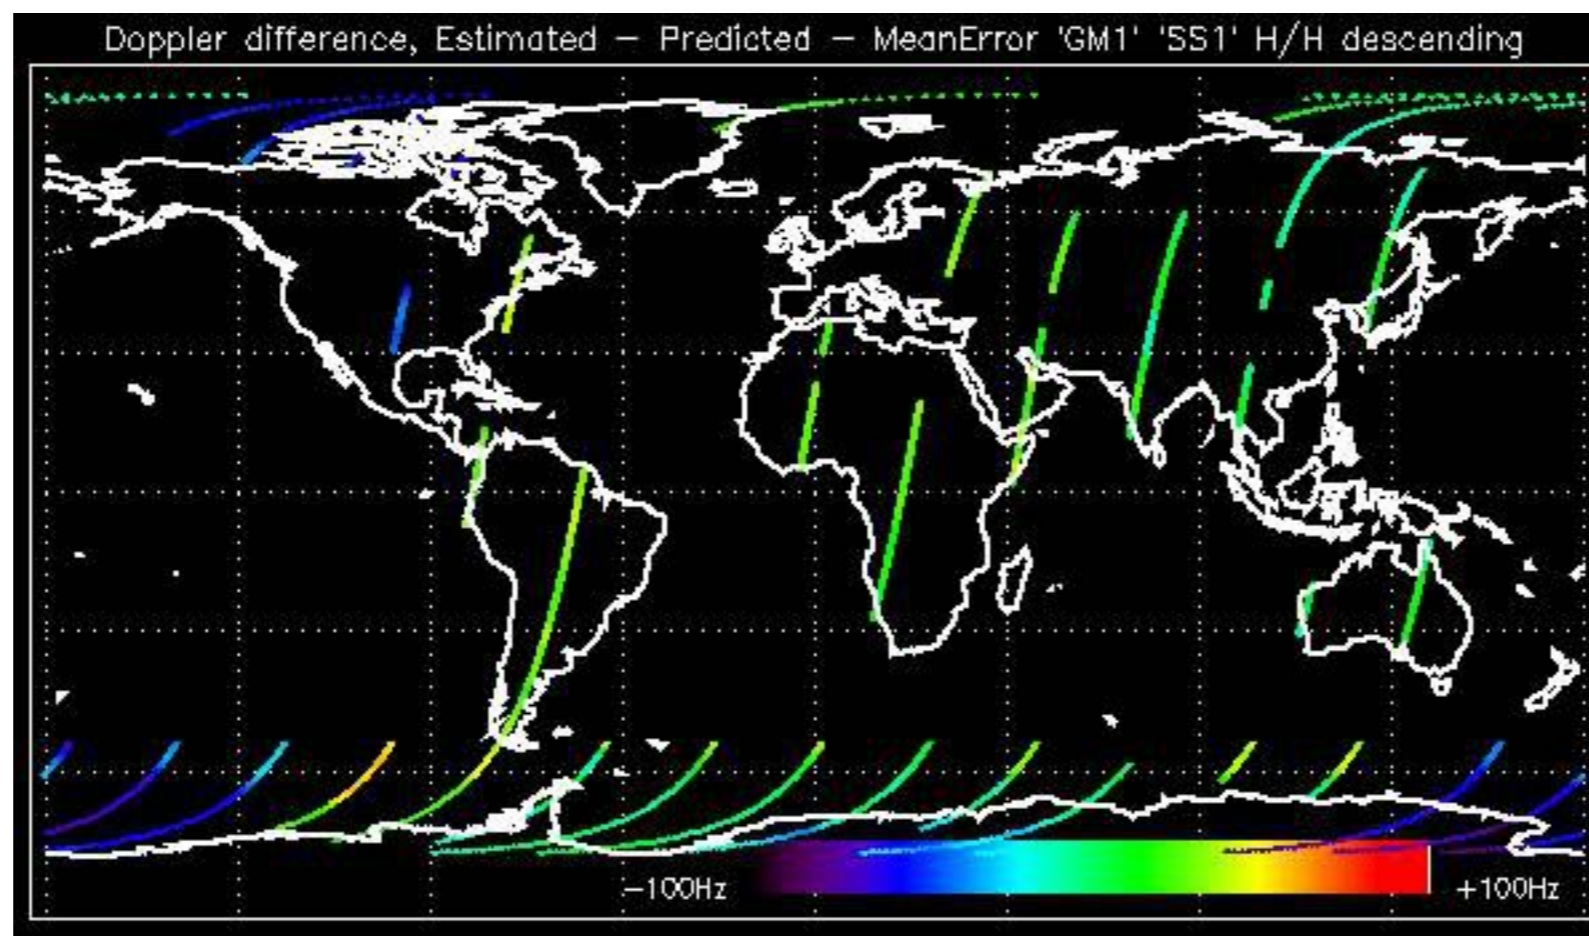 Doppler difference, Estimated – Predicted – MeanError 'GM1' 'SS1' H/H descending
–100Hz +100Hz